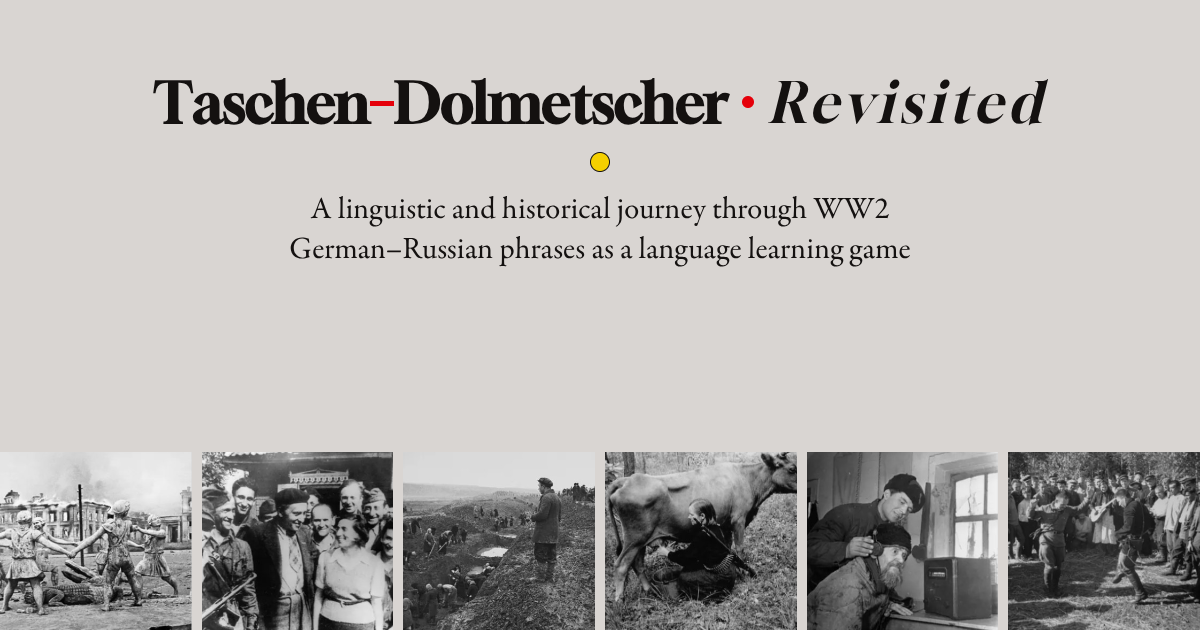 Taschen–Dolmetscher • Revisited
A linguistic and historical journey through WW2
German–Russian phrases as a language learning game